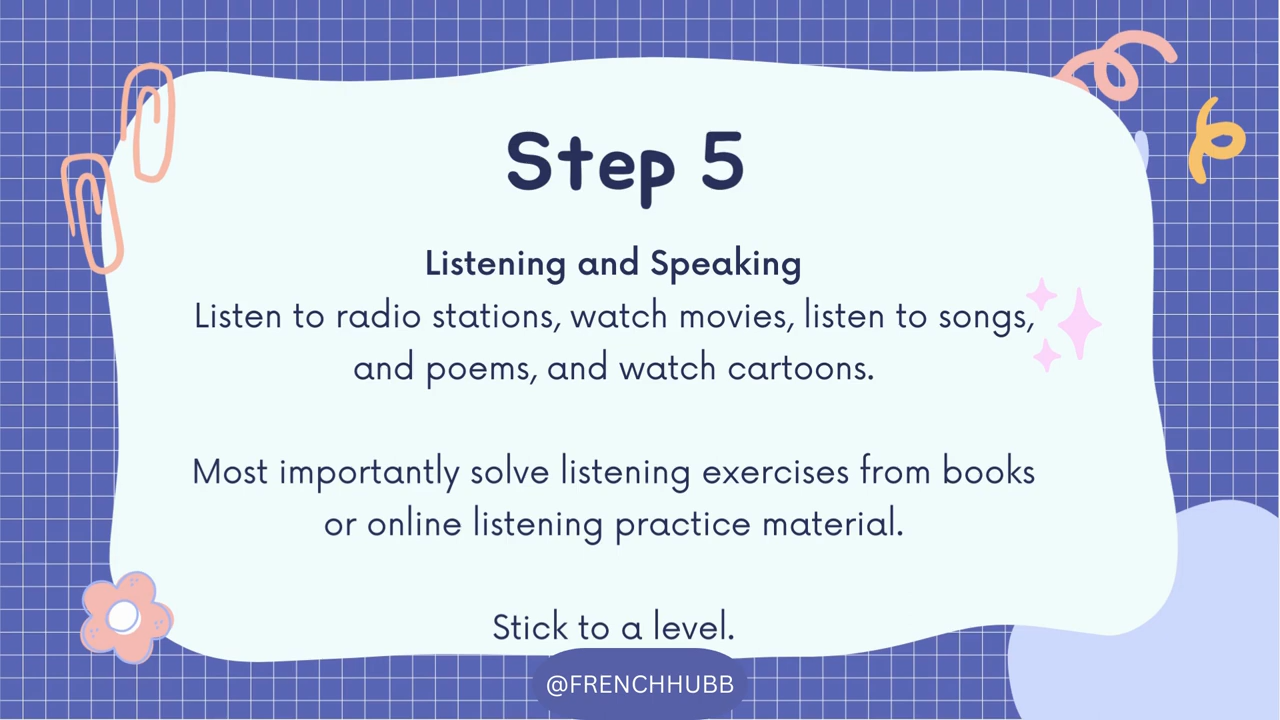 Step 5
Listening and Speaking
Listen to radio stations, watch movies, listen to songs,
and poems, and watch cartoons.
Most importantly solve listening exercises from books
or online listening practice material.
Stick to a level.
@FRENCHHUBB